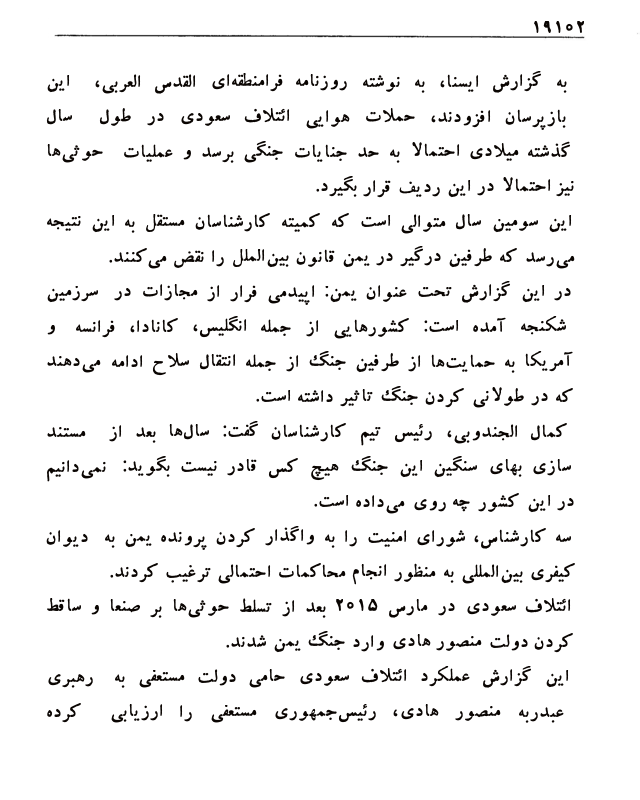 ۱۹۱۰۲
به گزارش ایسنا، به نوشته روزنامه فرامنطقه‌ای القدس العربی، این
بازپرسان افزودند، حملات هوایی ائتلاف سعودی در طول سال
گذشته میلادی احتمالا به حد جنایات جنگی برسد و عملیات حوثی‌ها
نیز احتمالا در این ردیف قرار بگیرد.
این سومین سال متوالی است که کمیته کارشناسان مستقل به این نتیجه
می‌رسد که طرفین درگیر در یمن قانون بین‌الملل را نقض می‌کنند.
در این گزارش تحت عنوان یمن: اپیدمی فرار از مجازات در سرزمین
شکنجه آمده است: کشورهایی از جمله انگلیس، کانادا، فرانسه و
آمریکا به حمایت‌ها از طرفین جنگ از جمله انتقال سلاح ادامه می‌دهند
که در طولانی کردن جنگ تاثیر داشته است.
کمال الجندوبی، رئیس تیم کارشناسان گفت: سال‌ها بعد از مستند
سازی بهای سنگین این جنگ هیچ کس قادر نیست بگوید: نمی‌دانیم
در این کشور چه روی می‌داده است.
سه کارشناس، شورای امنیت را به واگذار کردن پرونده یمن به دیوان
کیفری بین‌المللی به منظور انجام محاکمات احتمالی ترغیب کردند.
ائتلاف سعودی در مارس ۲۰۱۵ بعد از تسلط حوثی‌ها بر صنعا و ساقط
کردن دولت منصور هادی وارد جنگ یمن شدند.
این گزارش عملکرد ائتلاف سعودی حامی دولت مستعفی به رهبری
عبدربه منصور هادی، رئیس‌جمهوری مستعفی را ارزیابی کرده